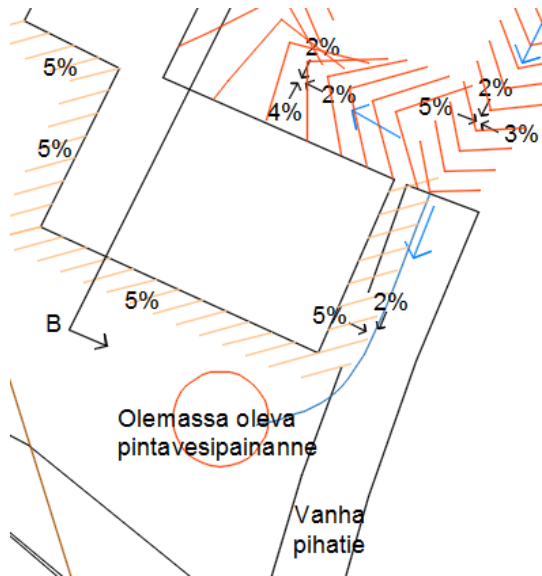 2%
5%
2%
2%
4%
5%
3%
5%
5%
5%
2%
B
Olemassa oleva
pintavesipainanne
Vanha
pihatie